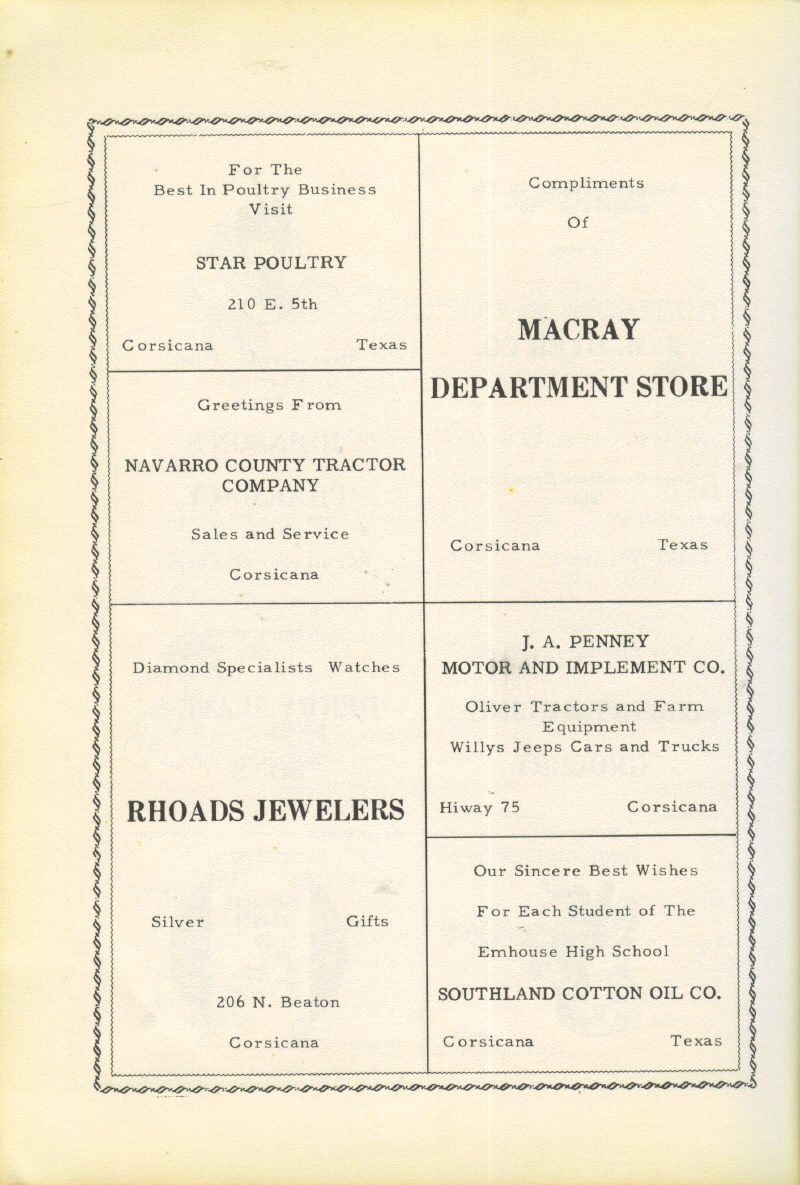 For The
Best In Poultry Business
Visit
STAR POULTRY
210 E. 5th
Corsicana Texas
Greetings From
NAVARRO COUNTY TRACTOR
COMPANY
Sales and Service
Corsicana
Diamond Specialists Watches
RHOADS JEWELERS
Silver Gifts
206 N. Beaton
Corsicana
Compliments
Of
MACRAY
DEPARTMENT STORE
Corsicana Texas
J. A. PENNEY
MOTOR AND IMPLEMENT CO.
Oliver Tractors and Farm
Equipment
Willys Jeeps Cars and Trucks
Hiway 75 Corsicana
Our Sincere Best Wishes
For Each Student of The
Emhouse High School
SOUTHLAND COTTON OIL CO.
Corsicana Texas